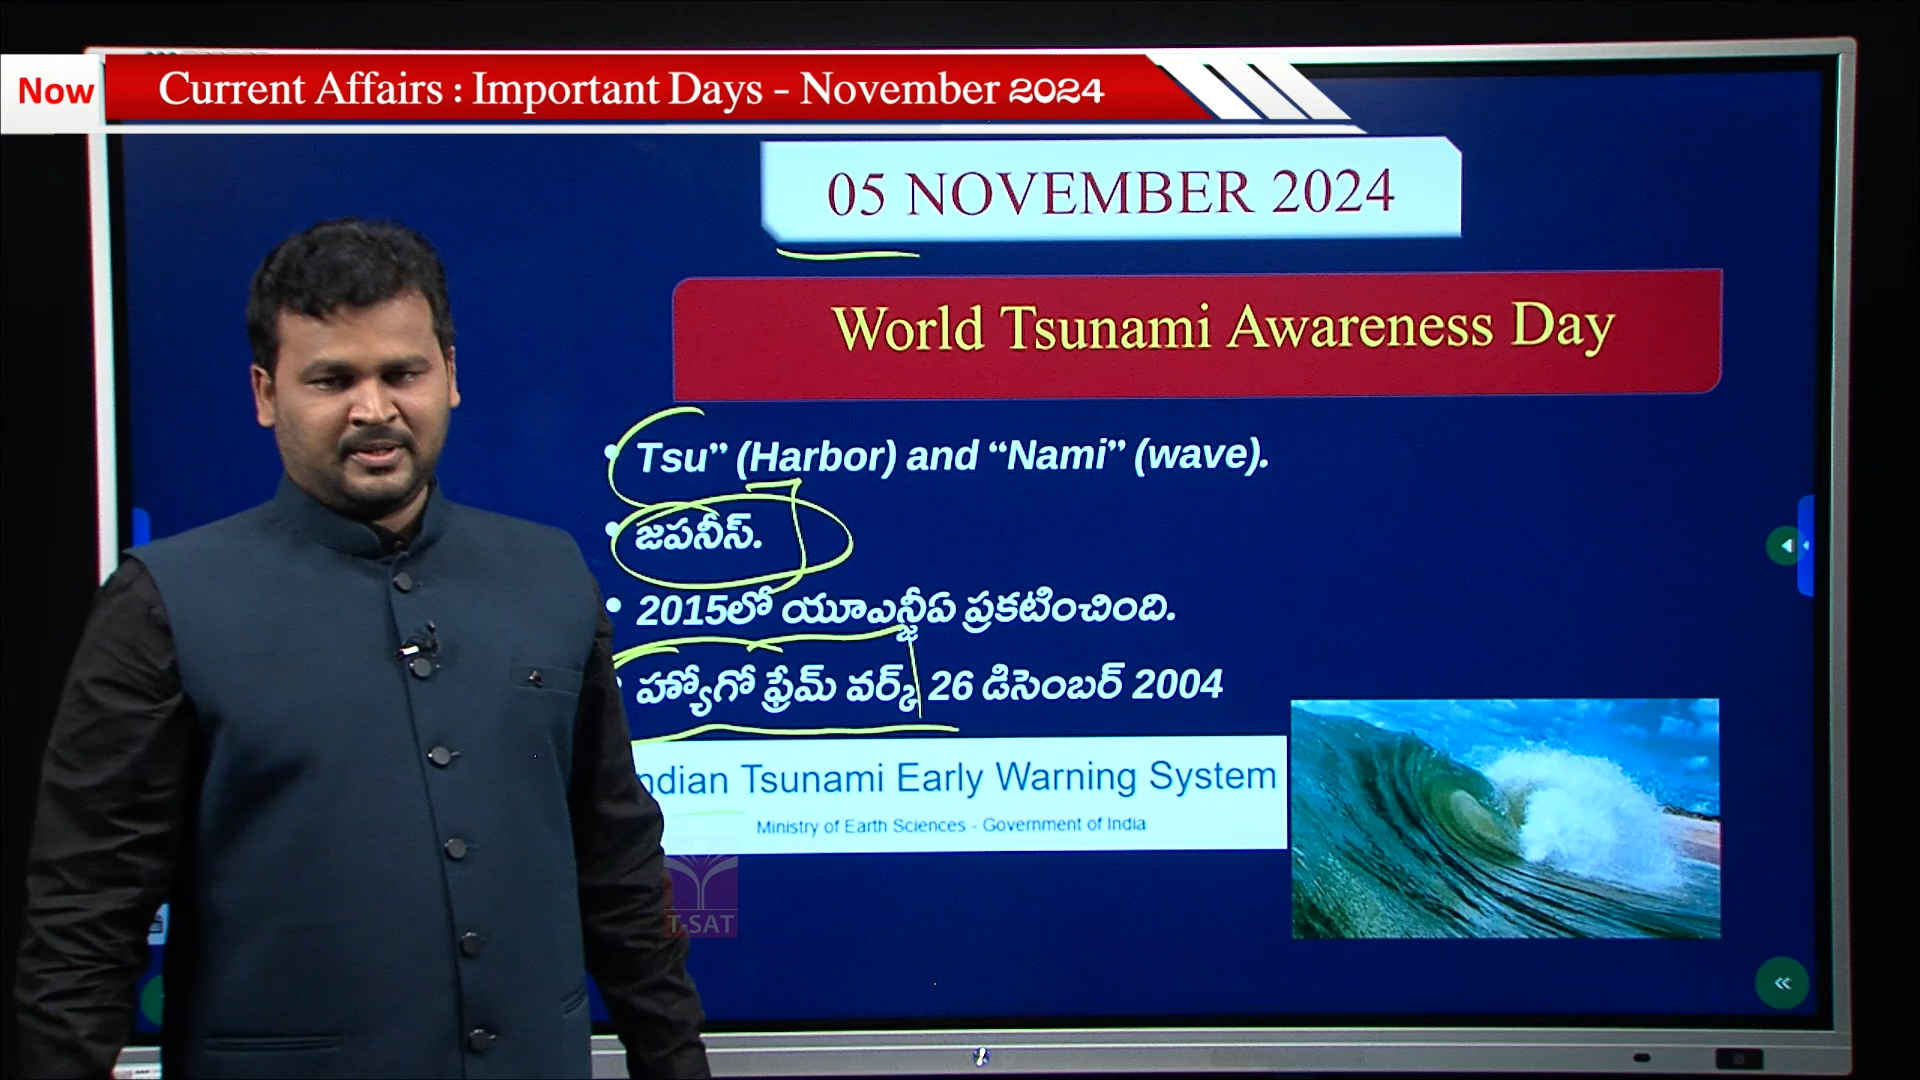 Now Current Affairs : Important Days - November 2024
05 NOVEMBER 2024
World Tsunami Awareness Day
• Tsu” (Harbor) and “Nami” (wave).
• జపనీస్.
• 2015లో యూఎన్జీఏ ప్రకటించింది.
హ్యోగో ఫ్రేమ్ వర్క్ 26 డిసెంబర్ 2004
ndian Tsunami Early Warning System
Ministry of Earth Sciences - Government of India
T-SAT